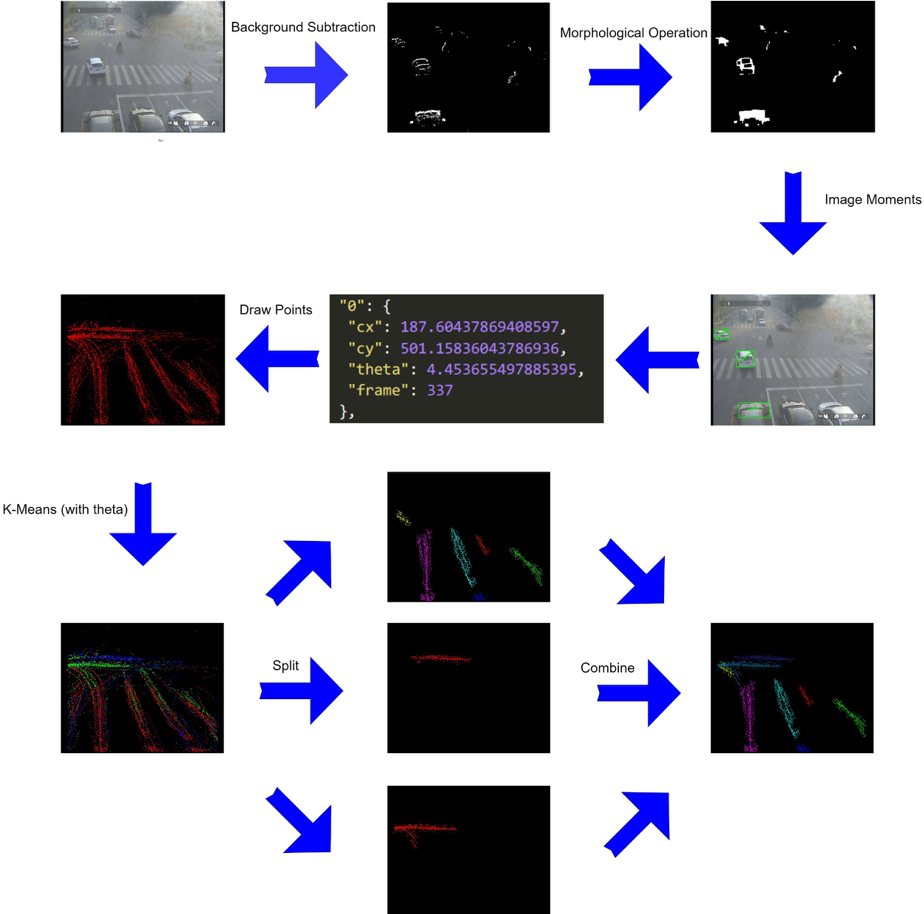 Background Subtraction
Morphological Operation
Image Moments
Draw Points
"0": {
"cx": 187.60437869408597,
"cy": 501.15836043786936,
"theta": 4.453655497885395,
"frame": 337
},
K-Means (with theta)
Split
Combine